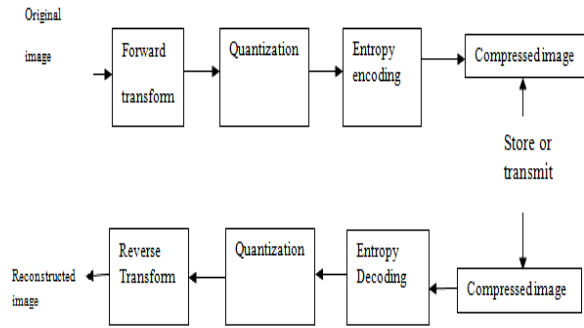 Original
image
Forward
transform
Quantization
Entropy
encoding
Compressed image
Store or
transmit
Reconstructed
image
Reverse
Transform
Quantization
Entropy
Decoding
Compressed image